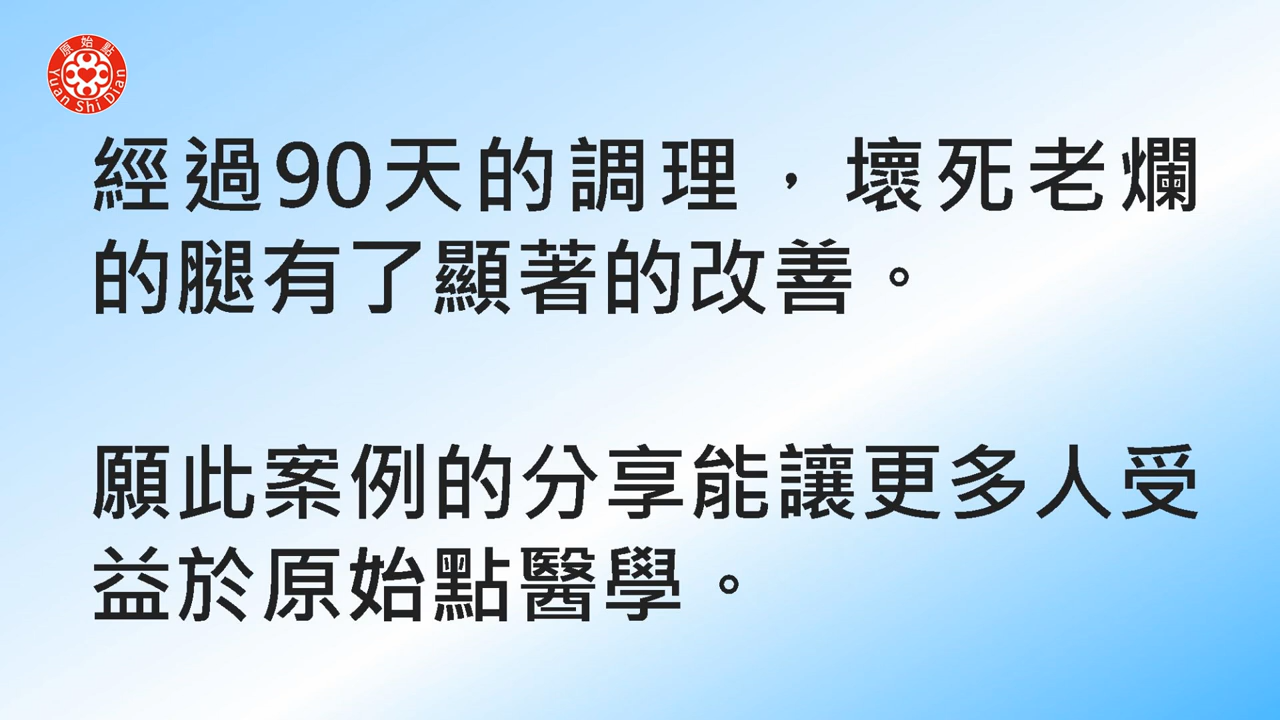 原始點
Yuan Shi Dian
經過90天的調理，壞死老爛
的腿有了顯著的改善。
願此案例的分享能讓更多人受
益於原始點醫學。